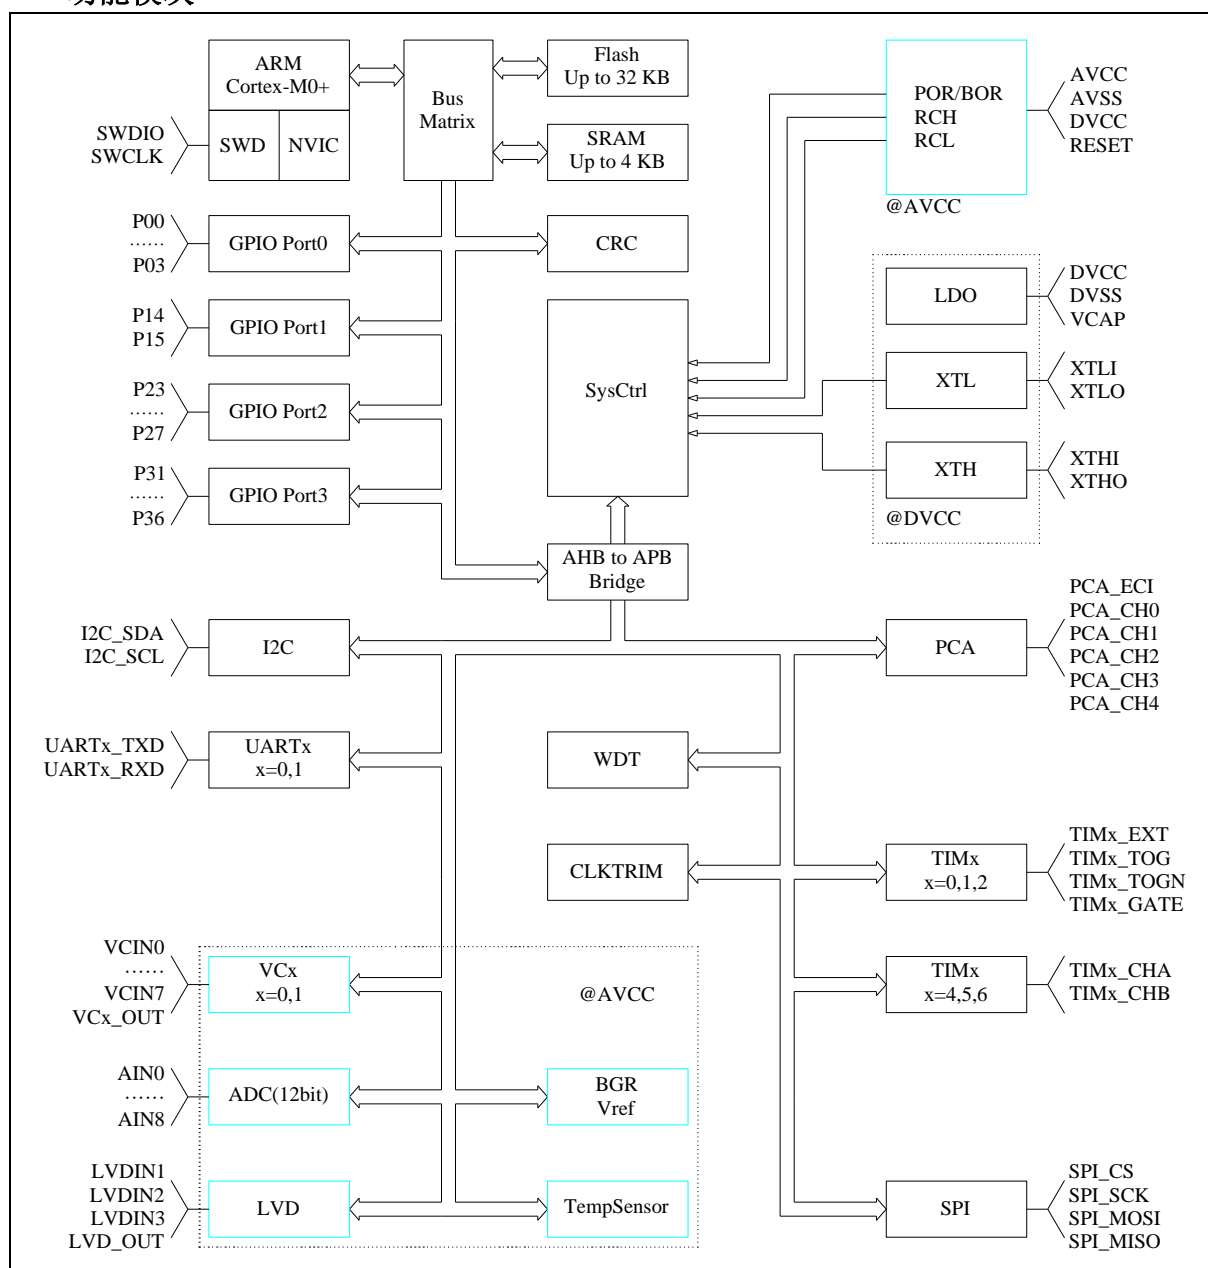 功能模块
ARM
Cortex-M0+
SWD
NVIC
SWDIO
SWCLK
Bus
Matrix
Flash
Up to 32 KB
SRAM
Up to 4 KB
POR/BOR
RCH
RCL
@AVCC
AVCC
AVSS
DVCC
RESET
P00
……
P03
GPIO Port0
CRC
P14
P15
GPIO Port1
P23
……
P27
GPIO Port2
P31
……
P36
GPIO Port3
SysCtrl
LDO
DVCC
DVSS
VCAP
XTL
XTLI
XTLO
XTH
XTHI
XTHO
@DVCC
AHB to APB
Bridge
I2C_SDA
I2C_SCL
I2C
PCA
PCA_ECI
PCA_CH0
PCA_CH1
PCA_CH2
PCA_CH3
PCA_CH4
UARTx_TXD
UARTx_RXD
UARTx
x=0,1
WDT
CLKTRIM
TIMx
x=0,1,2
TIMx_EXT
TIMx_TOG
TIMx_TOGN
TIMx_GATE
VCIN0
……
VCIN7
VCx_OUT
VCx
x=0,1
@AVCC
TIMx
x=4,5,6
TIMx_CHA
TIMx_CHB
AIN0
……
AIN8
ADC(12bit)
BGR
Vref
LVDIN1
LVDIN2
LVDIN3
LVD_OUT
LVD
TempSensor
SPI
SPI_CS
SPI_SCK
SPI_MOSI
SPI_MISO